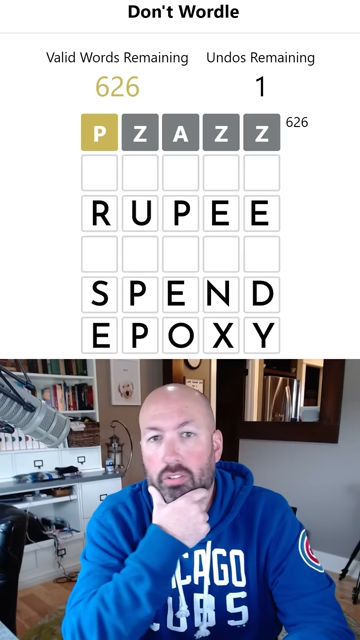 Don't Wordle
Valid Words Remaining Undos Remaining
626 1
P Z A Z Z 626
R U P E E
S P E N D
E P O X Y
CHICAGO
CUBS